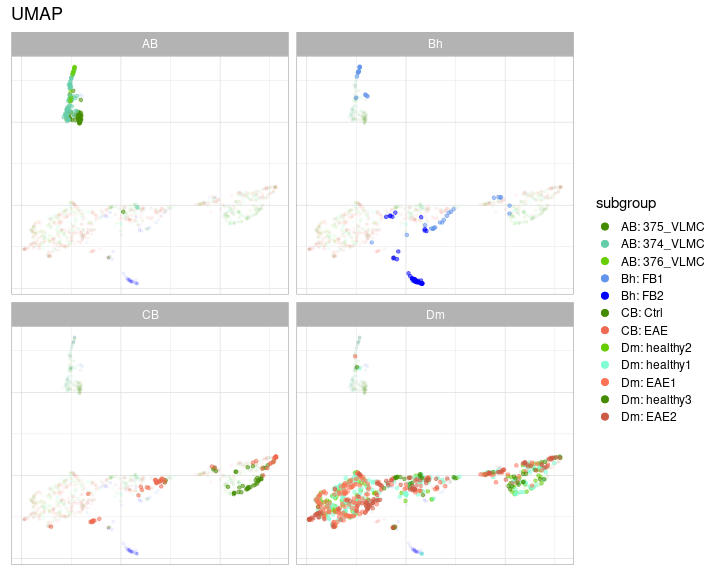 UMAP
AB
Bh
CB
Dm
subgroup
AB: 375_VLMC
AB: 374_VLMC
AB: 376_VLMC
Bh: FB1
Bh: FB2
CB: Ctrl
CB: EAE
Dm: healthy2
Dm: healthy1
Dm: EAE1
Dm: healthy3
Dm: EAE2